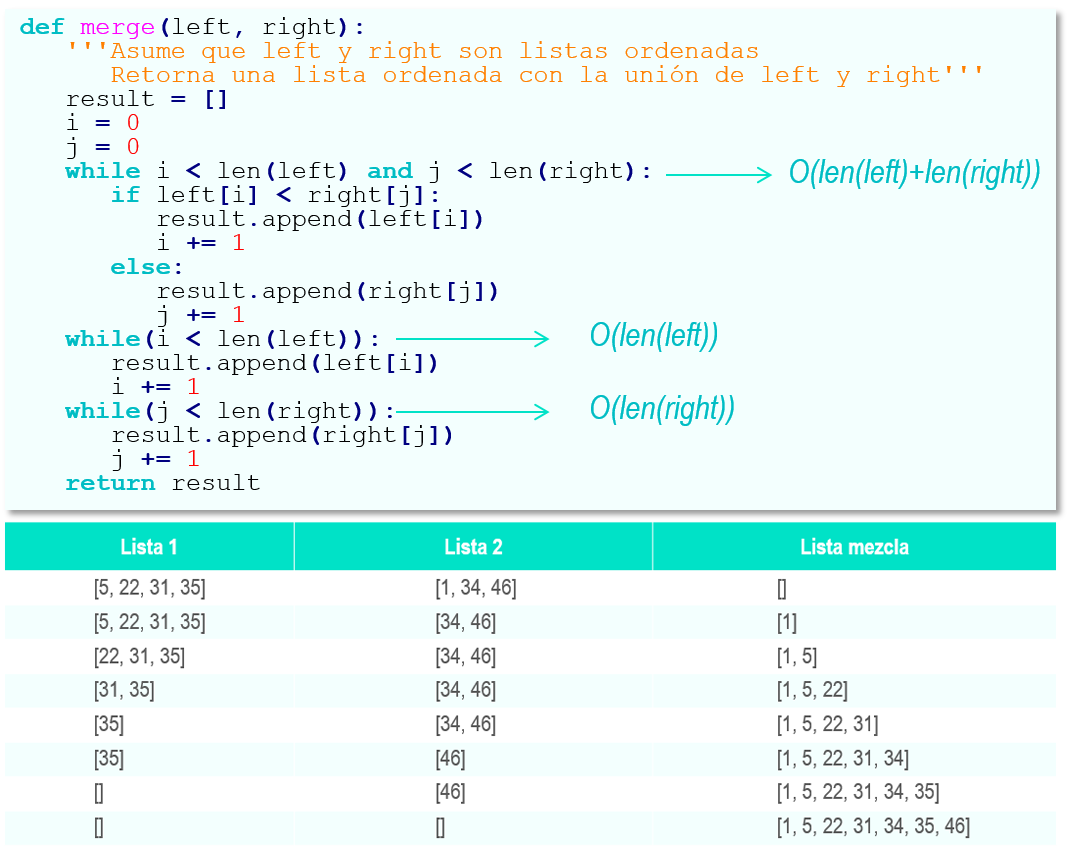 def merge(left, right):
'''Asume que left y right son listas ordenadas
Retorna una lista ordenada con la unión de left y right'''
result = []
i = 0
j = 0
while i < len(left) and j < len(right): O(len(left)+len(right))
if left[i] < right[j]:
result.append(left[i])
i += 1
else:
result.append(right[j])
j += 1
while(i < len(left)): O(len(left))
result.append(left[i])
i += 1
while(j < len(right)): O(len(right))
result.append(right[j])
j += 1
return result
Lista 1 Lista 2 Lista mezcla
[5, 22, 31, 35] [1, 34, 46] []
[5, 22, 31, 35] [34, 46] [1]
[22, 31, 35] [34, 46] [1, 5]
[31, 35] [34, 46] [1, 5, 22]
[35] [34, 46] [1, 5, 22, 31]
[35] [46] [1, 5, 22, 31, 34]
[] [46] [1, 5, 22, 31, 34, 35]
[] [] [1, 5, 22, 31, 34, 35, 46]